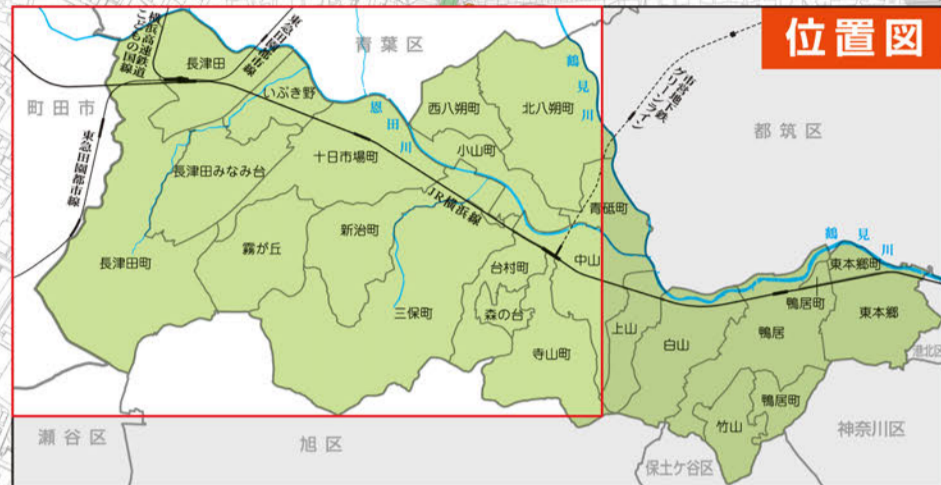 位置図
青葉区
東急田園都市線
横浜高速鉄道
こどもの国線
長津田
町田市
いぶき野
恩田川
西八朔町
北八朔町
鶴見川
市営地下鉄
グリーンライン
都筑区
小山町
東急田園都市線
長津田みなみ台
十日市場町
JR横浜線
青砥町
長津田町
霧が丘
新治町
台村町
中山
鶴見川
東本郷町
三保町
森の台
鴨居町
上山
白山
鴨居
東本郷
寺山町
港北区
鴨居町
竹山
瀬谷区
旭区
保土ケ谷区
神奈川区